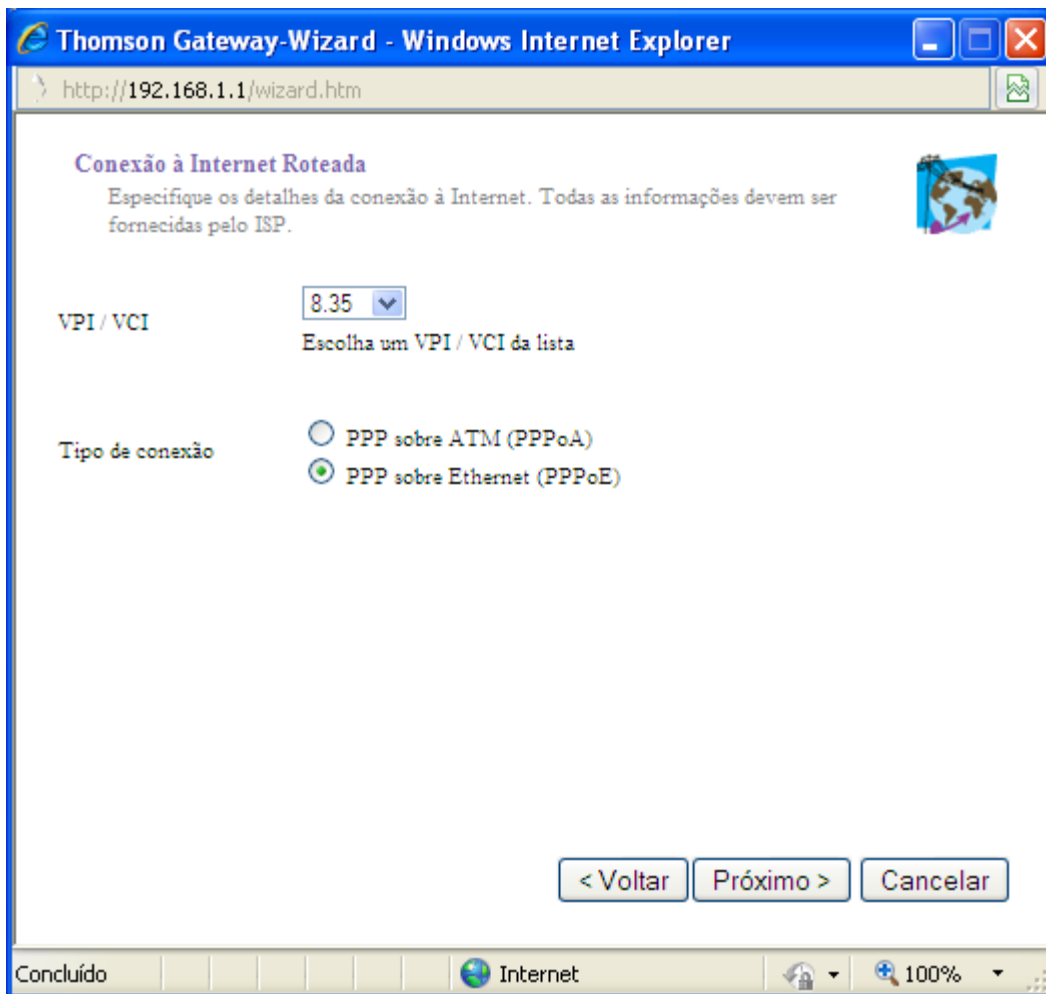 Thomson Gateway-Wizard - Windows Internet Explorer
http://192.168.1.1/wizard.htm
Conexão à Internet Roteada
Especifique os detalhes da conexão à Internet. Todas as informações devem ser
fornecidas pelo ISP.
VPI / VCI
8.35
Escolha um VPI / VCI da lista
Tipo de conexão
PPP sobre ATM (PPPoA)
PPP sobre Ethernet (PPPoE)
< Voltar
Próximo >
Cancelar
Concluído
Internet
100%